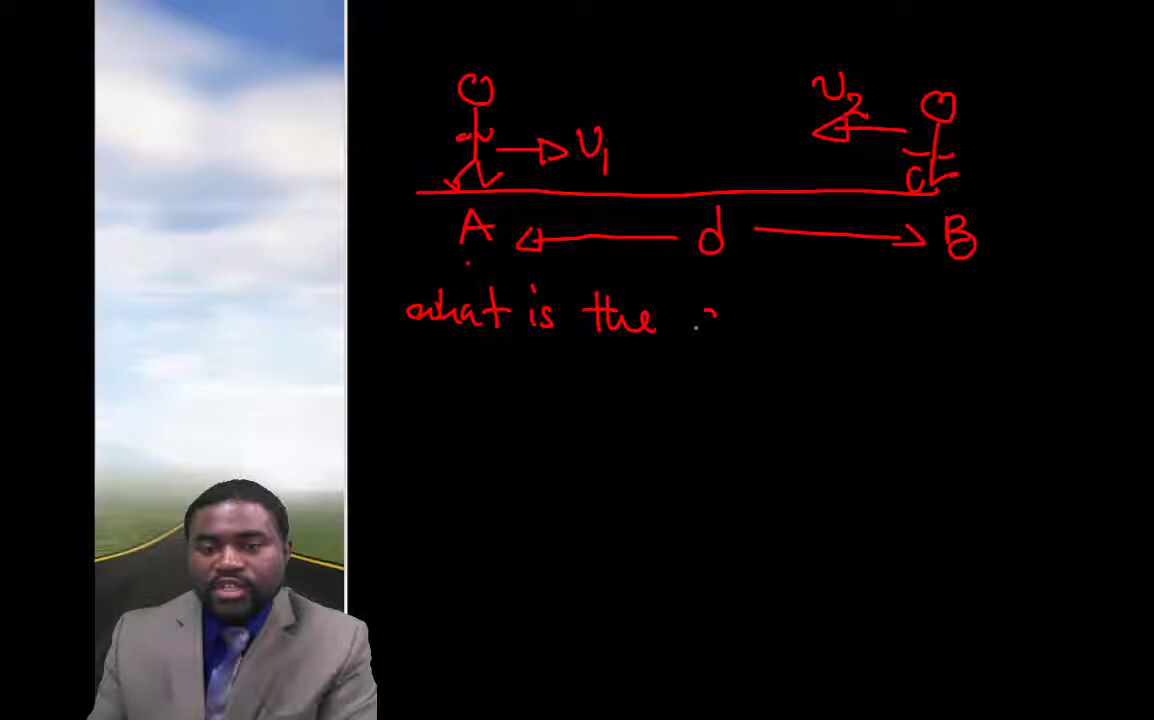 v₂
v₁
A d B
what is the